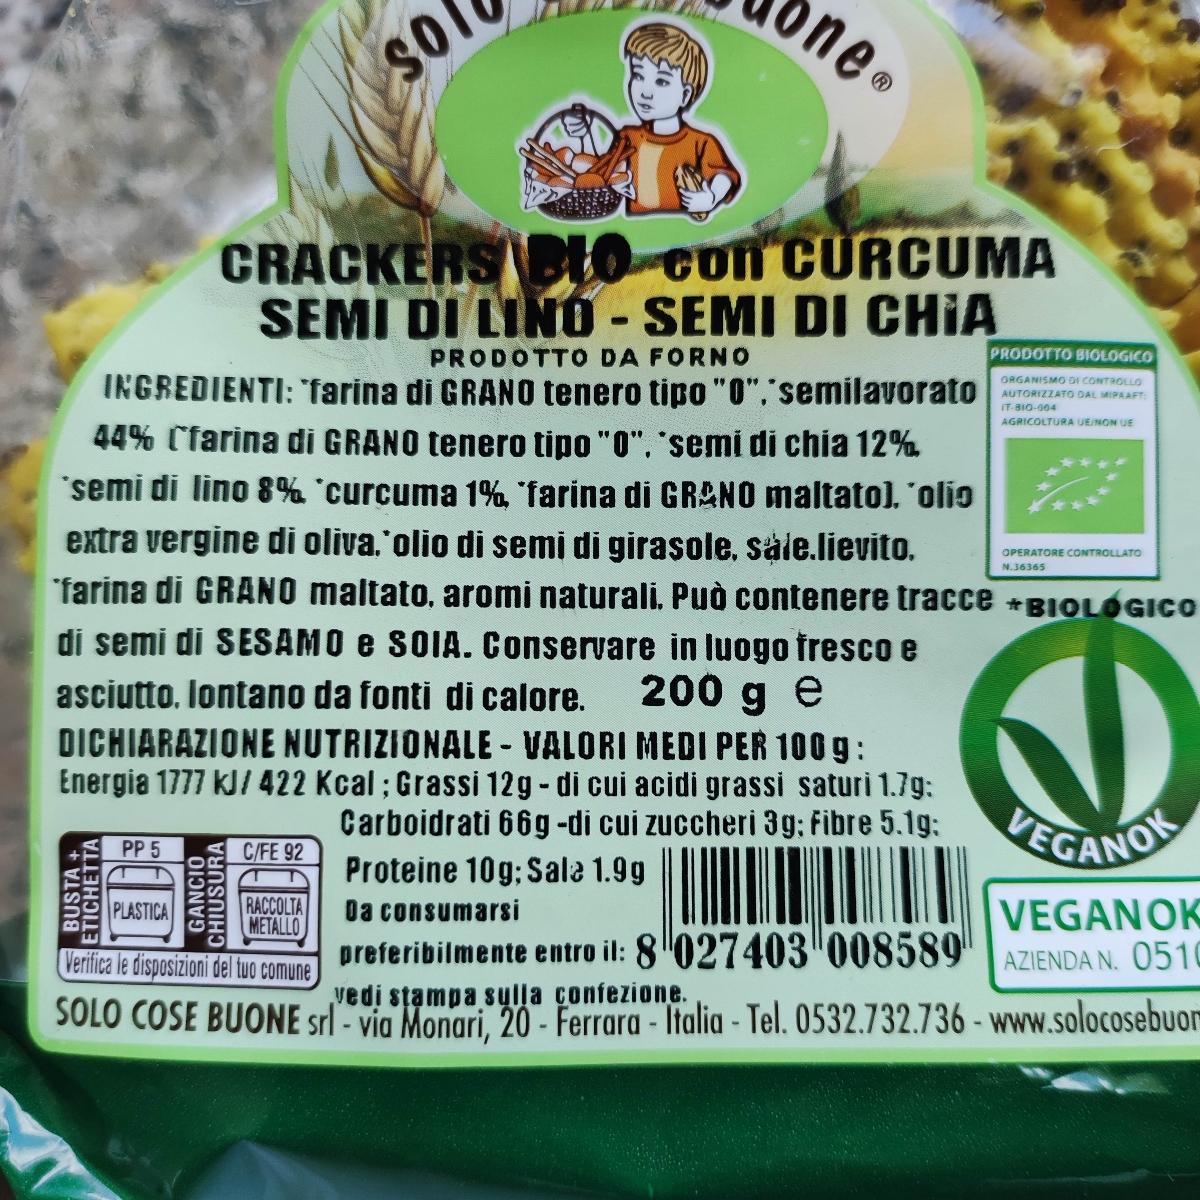 solo buone®
CRACKERS BIO con CURCUMA
SEMI DI LINO - SEMI DI CHiA
PRODOTTO DA FORNO
INGREDIENTI: *farina di GRANO tenero tipo "0", *semilavorato
44% (*farina di GRANO tenero tipo "0", *semi di chia 12%,
*semi di lino 8%, *curcuma 1%, *farina di GRANO maltato), *olio
extra vergine di oliva,*olio di semi di girasole, sale,lievito,
*farina di GRANO maltato, aromi naturali. Può contenere tracce
di semi di SESAMO e SOIA. Conservare in luogo fresco e
asciutto, lontano da fonti di calore. 200 g e
PRODOTTO BIOLOGICO
ORGANISMO DI CONTROLLO
AUTORIZZATO DAL MIPAAFT:
IT-BIO-004
AGRICOLTURA UE/NON UE
OPERATORE CONTROLLATO
N.36365
*BIOLOGICO
DICHIARAZIONE NUTRIZIONALE - VALORI MEDI PER 100 g :
Energia 1777 kJ/ 422 Kcal ; Grassi 12g - di cui acidi grassi saturi 1.7g;
Carboidrati 66g -di cui zuccheri 3g; Fibre 5.1g;
Proteine 10g; Sale 1.9g
Da consumarsi
preferibilmente entro il:
vedi stampa sulla confezione.
8 027403 008589
VEGANOK
VEGANOK
AZIENDA N. 051
BUSTA +
ETICHETTA
PP 5
PLASTICA
GANCIO
CHIUSURA
C/FE 92
RACCOLTA
METALLO
Verifica le disposizioni del tuo comune
SOLO COSE BUONE srl - via Monari, 20 - Ferrara - Italia - Tel. 0532.732.736 - www.solocosebuon